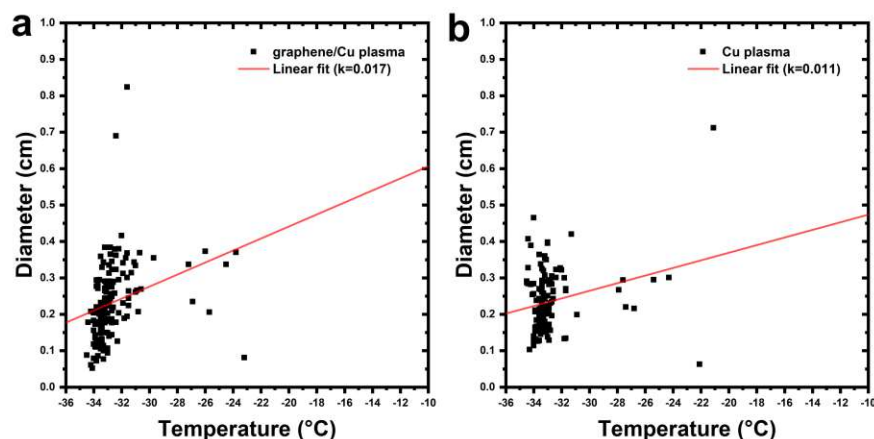 a
graphene/Cu plasma
Linear fit (k=0.017)
1.0
0.9
0.8
0.7
0.6
0.5
0.4
0.3
0.2
0.1
0.0
Diameter (cm)
-36 -34 -32 -30 -28 -26 -24 -22 -20 -18 -16 -14 -12 -10
Temperature (°C)
b
Cu plasma
Linear fit (k=0.011)
1.0
0.9
0.8
0.7
0.6
0.5
0.4
0.3
0.2
0.1
0.0
Diameter (cm)
-36 -34 -32 -30 -28 -26 -24 -22 -20 -18 -16 -14 -12 -10
Temperature (°C)